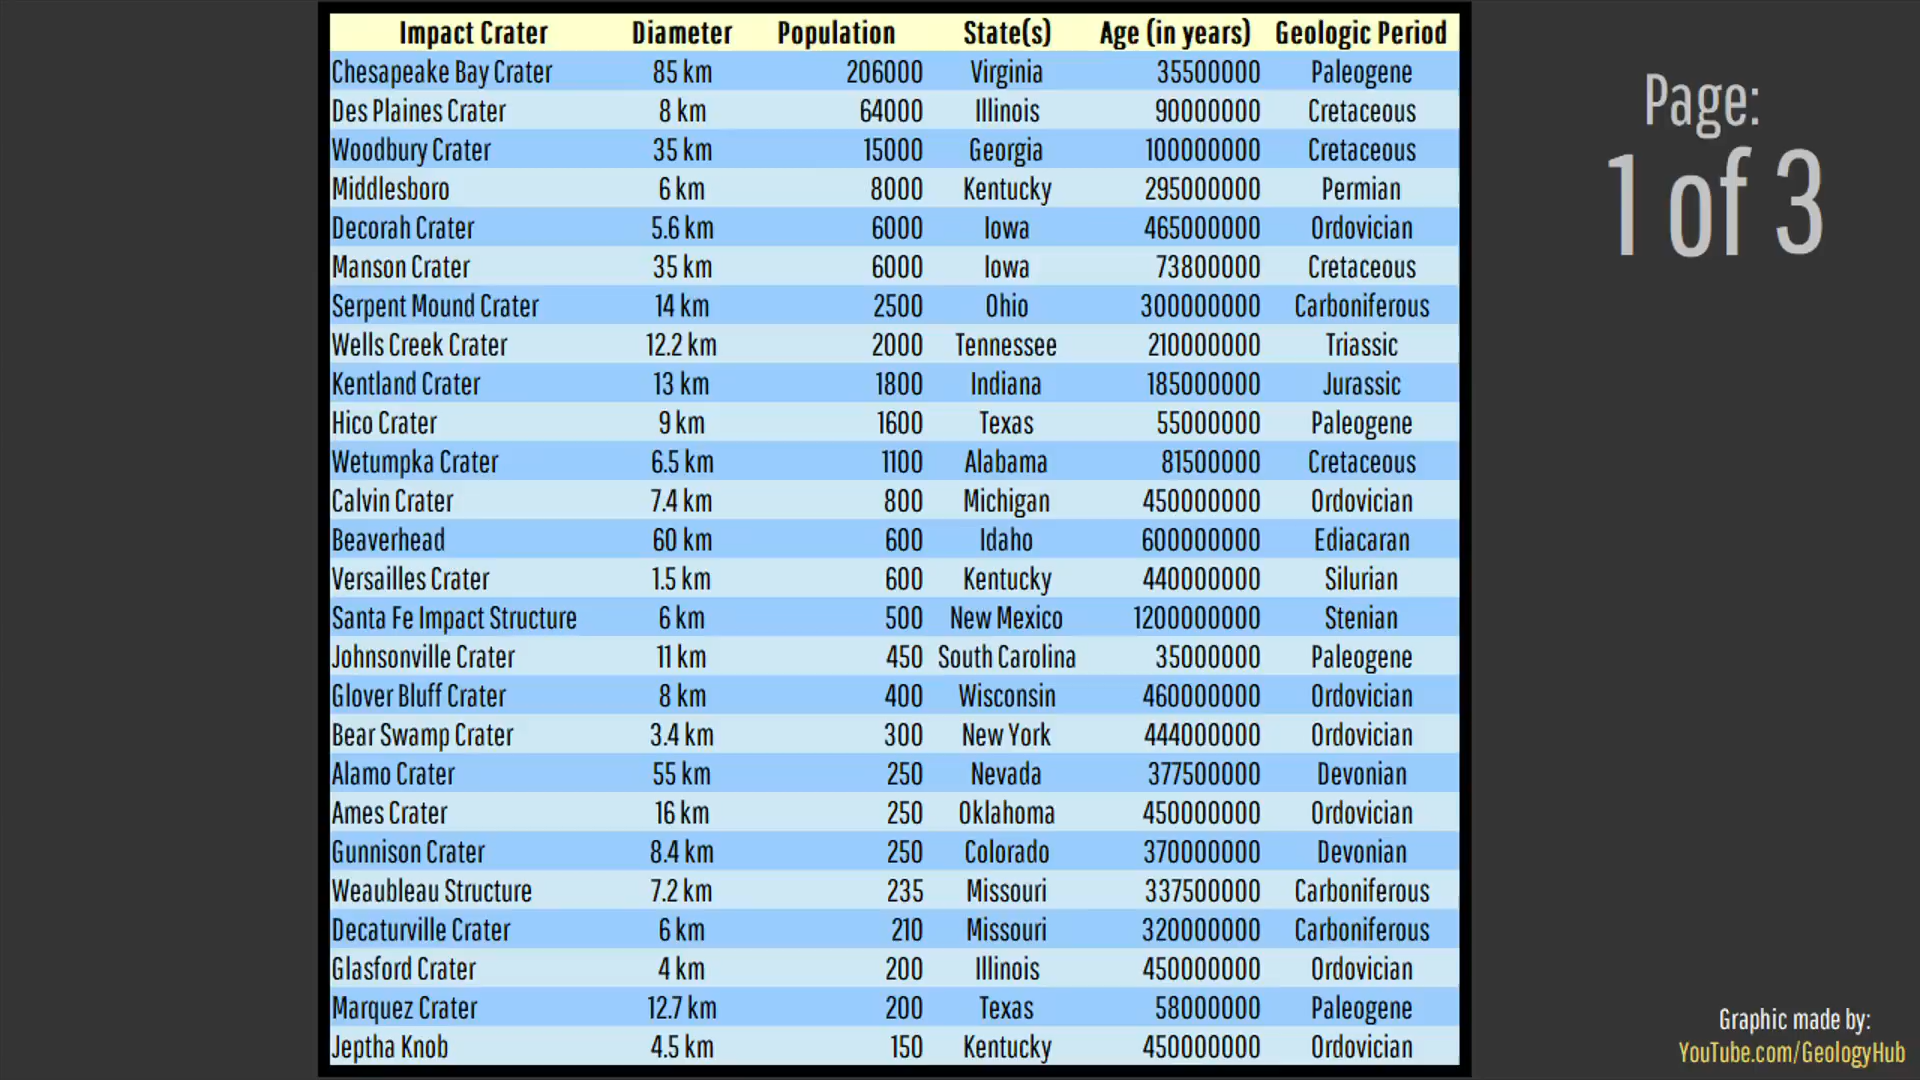 Impact Crater Diameter Population State(s) Age (in years) Geologic Period
Chesapeake Bay Crater 85 km 206000 Virginia 35500000 Paleogene
Des Plaines Crater 8 km 64000 Illinois 90000000 Cretaceous
Woodbury Crater 35 km 15000 Georgia 100000000 Cretaceous
Middlesboro 6 km 8000 Kentucky 295000000 Permian
Decorah Crater 5.6 km 6000 Iowa 465000000 Ordovician
Manson Crater 35 km 6000 Iowa 73800000 Cretaceous
Serpent Mound Crater 14 km 2500 Ohio 300000000 Carboniferous
Wells Creek Crater 12.2 km 2000 Tennessee 210000000 Triassic
Kentland Crater 13 km 1800 Indiana 185000000 Jurassic
Hico Crater 9 km 1600 Texas 55000000 Paleogene
Wetumpka Crater 6.5 km 1100 Alabama 81500000 Cretaceous
Calvin Crater 7.4 km 800 Michigan 450000000 Ordovician
Beaverhead 60 km 600 Idaho 600000000 Ediacaran
Versailles Crater 1.5 km 600 Kentucky 440000000 Silurian
Santa Fe Impact Structure 6 km 500 New Mexico 1200000000 Stenian
Johnsonville Crater 11 km 450 South Carolina 35000000 Paleogene
Glover Bluff Crater 8 km 400 Wisconsin 460000000 Ordovician
Bear Swamp Crater 3.4 km 300 New York 444000000 Ordovician
Alamo Crater 55 km 250 Nevada 377500000 Devonian
Ames Crater 16 km 250 Oklahoma 450000000 Ordovician
Gunnison Crater 8.4 km 250 Colorado 370000000 Devonian
Weaubleau Structure 7.2 km 235 Missouri 337500000 Carboniferous
Decaturville Crater 6 km 210 Missouri 320000000 Carboniferous
Glasford Crater 4 km 200 Illinois 450000000 Ordovician
Marquez Crater 12.7 km 200 Texas 58000000 Paleogene
Jeptha Knob 4.5 km 150 Kentucky 450000000 Ordovician
Page:
1 of 3
Graphic made by:
YouTube.com/GeologyHub